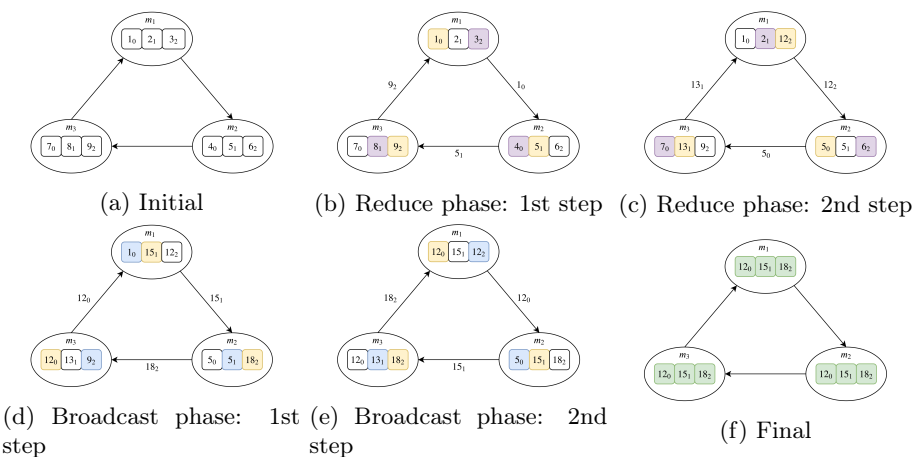 m₁
1₀ 2₁ 3₂
m₃
7₀ 8₁ 9₂
m₂
4₀ 5₁ 6₂
(a) Initial
m₁
1₀ 2₁ 3₂
9₂
1₀
m₃
7₀ 8₁ 9₂
5₁
m₂
4₀ 5₁ 6₂
(b) Reduce phase: 1st step
m₁
1₀ 2₁ 12₂
13₁
12₂
m₃
7₀ 13₁ 9₂
5₀
m₂
5₀ 5₁ 6₂
(c) Reduce phase: 2nd step
m₁
1₀ 15₁ 12₂
12₀
15₁
m₃
12₀ 13₁ 9₂
18₂
m₂
5₀ 5₁ 18₂
(d) Broadcast phase: 1st
step
m₁
12₀ 15₁ 12₂
18₂
12₀
m₃
12₀ 13₁ 18₂
15₁
m₂
5₀ 15₁ 18₂
(e) Broadcast phase: 2nd
step
m₁
12₀ 15₁ 18₂
m₃
12₀ 15₁ 18₂
m₂
12₀ 15₁ 18₂
(f) Final